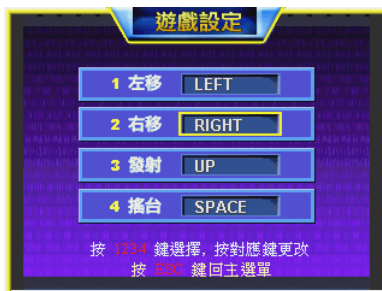 遊戲設定
1 左移 LEFT
2 右移 RIGHT
3 發射 UP
4 搖台 SPACE
按 1234 鍵選擇, 按對應鍵更改
按 ESC 鍵回主選單